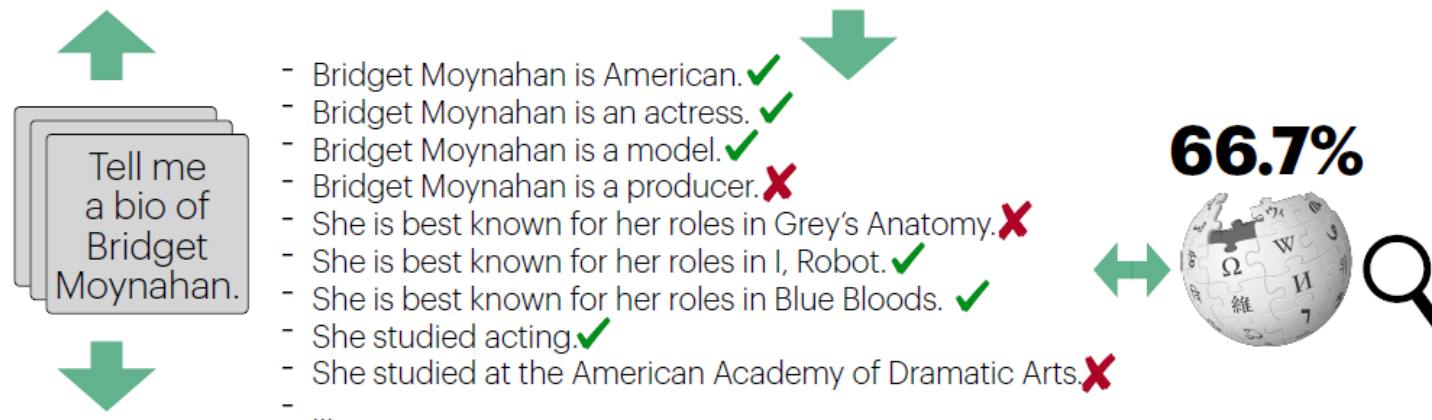 Tell me
a bio of
Bridget
Moynahan.
- Bridget Moynahan is American.
- Bridget Moynahan is an actress.
- Bridget Moynahan is a model.
- Bridget Moynahan is a producer.
- She is best known for her roles in Grey’s Anatomy.
- She is best known for her roles in I, Robot.
- She is best known for her roles in Blue Bloods.
- She studied acting.
- She studied at the American Academy of Dramatic Arts.
- ...
66.7%
W
Ω
И
維
7